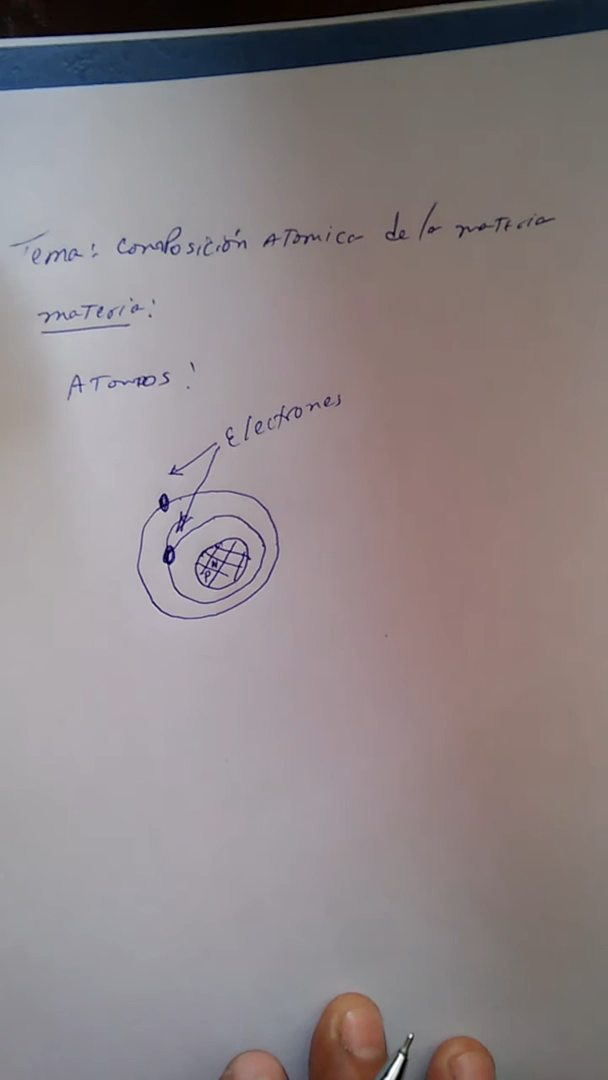 Tema: Composición Atomica de la materia
materia:
Atomos:
Electrones
N
P